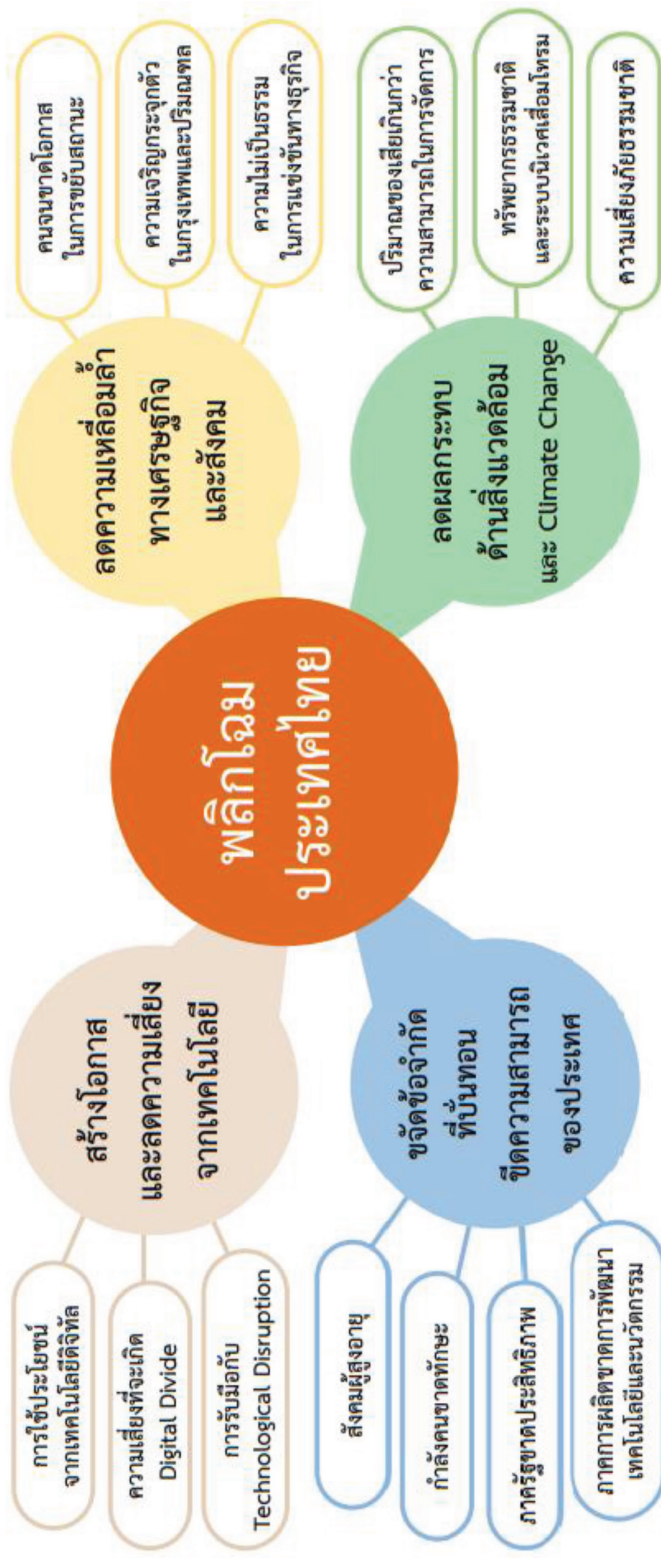 พลิกโฉม
ประเทศไทย
สร้างโอกาส
และลดความเสี่ยง
จากเทคโนโลยี
การใช้ประโยชน์
จากเทคโนโลยีดิจิทัล
ความเสี่ยงที่จะเกิด
Digital Divide
การรับมือกับ
Technological Disruption
ลดความเหลื่อมล้ำ
ทางเศรษฐกิจ
และสังคม
คนจนขาดโอกาส
ในการขยับสถานะ
ความเจริญกระจุกตัว
ในกรุงเทพและปริมณฑล
ความไม่เป็นธรรม
ในการแข่งขันทางธุรกิจ
ขจัดข้อจำกัด
ที่บั่นทอน
ขีดความสามารถ
ของประเทศ
สังคมผู้สูงอายุ
กำลังคนขาดทักษะ
ภาครัฐขาดประสิทธิภาพ
ภาคการผลิตขาดการพัฒนา
เทคโนโลยีและนวัตกรรม
ลดผลกระทบ
ด้านสิ่งแวดล้อม
และ Climate Change
ปริมาณของเสียเกินกว่า
ความสามารถในการจัดการ
ทรัพยากรธรรมชาติ
และระบบนิเวศเสื่อมโทรม
ความเสี่ยงภัยธรรมชาติ